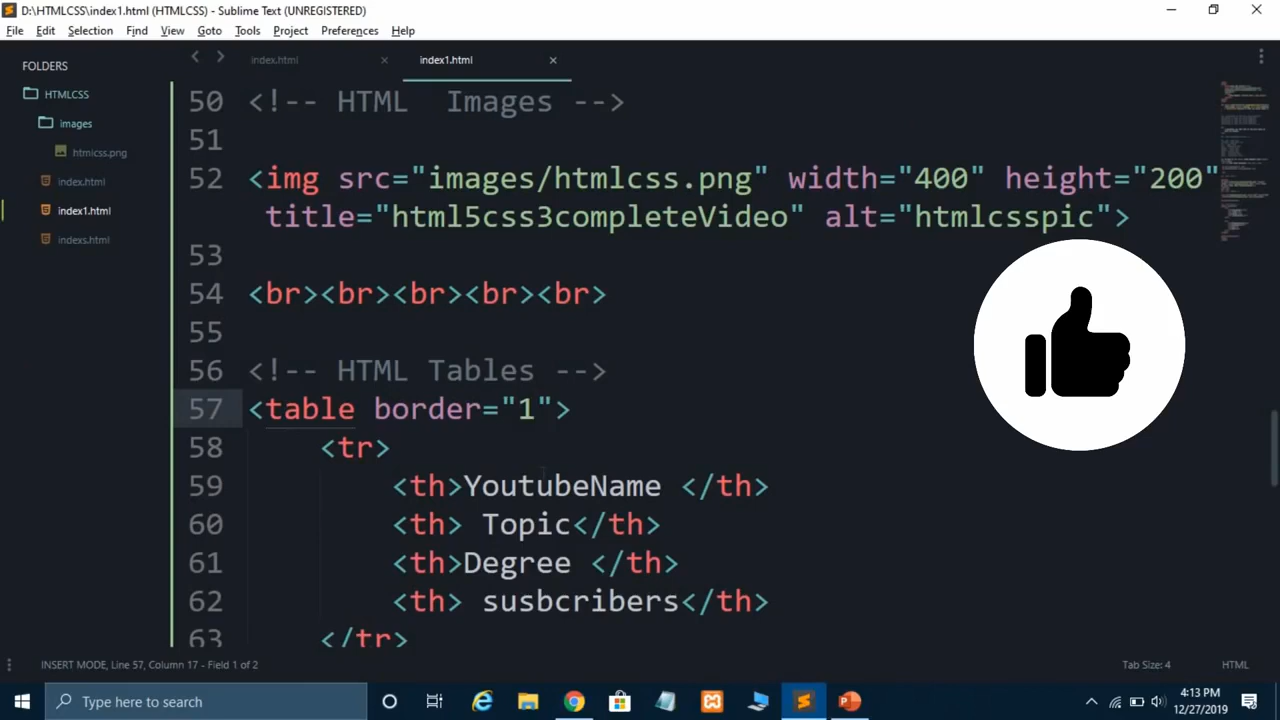 D:\HTMLCSS\index1.html (HTMLCSS) - Sublime Text (UNREGISTERED)
File Edit Selection Find View Goto Tools Project Preferences Help
FOLDERS
HTMLCSS
images
htmlcss.png
index.html
index1.html
indexs.html
index.html × index1.html ×
50 <!-- HTML  Images -->
51
52 <img src="images/htmlcss.png" width="400" height="200"
title="html5css3completeVideo" alt="htmlcsspic">
53
54 <br><br><br><br><br>
55
56 <!-- HTML Tables -->
57 <table border="1">
58 <tr>
59 <th>YoutubeName </th>
60 <th> Topic</th>
61 <th>Degree </th>
62 <th> susbcribers</th>
63 </tr>
INSERT MODE, Line 57, Column 17 - Field 1 of 2 Tab Size: 4 HTML
Type here to search
4:13 PM
12/27/2019